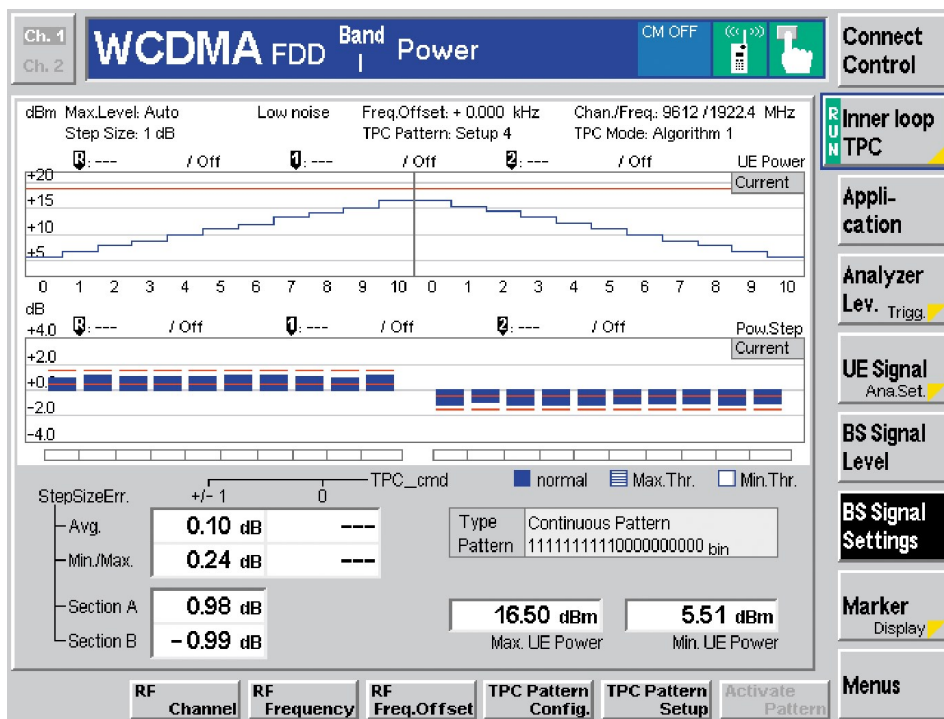 Ch. 1
Ch. 2
WCDMA FDD Band I Power
CM OFF
Connect Control
dBm Max.Level: Auto Low noise Freq.Offset: + 0.000 kHz Chan./Freq.: 9612 / 1922.4 MHz
Step Size: 1 dB TPC Pattern: Setup 4 TPC Mode: Algorithm 1
R: --- / Off 1: --- / Off 2: --- / Off UE Power
Current
+20
+15
+10
+5
0 1 2 3 4 5 6 7 8 9 10 0 1 2 3 4 5 6 7 8 9 10
dB
+4.0 R: --- / Off 1: --- / Off 2: --- / Off Pow.Step
Current
+2.0
+0.
-2.0
-4.0
TPC_cmd normal Max.Thr. Min.Thr.
StepSizeErr. +/- 1 0
Avg. 0.10 dB ---
Min./Max. 0.24 dB ---
Section A 0.98 dB
Section B - 0.99 dB
Type Continuous Pattern
Pattern 11111111110000000000 bin
16.50 dBm 5.51 dBm
Max. UE Power Min. UE Power
RUN
Inner loop TPC
Appli-
cation
Analyzer
Lev. Trigg.
UE Signal
Ana.Set.
BS Signal
Level
BS Signal
Settings
Marker
Display
Menus
RF Channel
RF Frequency
RF Freq.Offset
TPC Pattern Config.
TPC Pattern Setup
Activate Pattern